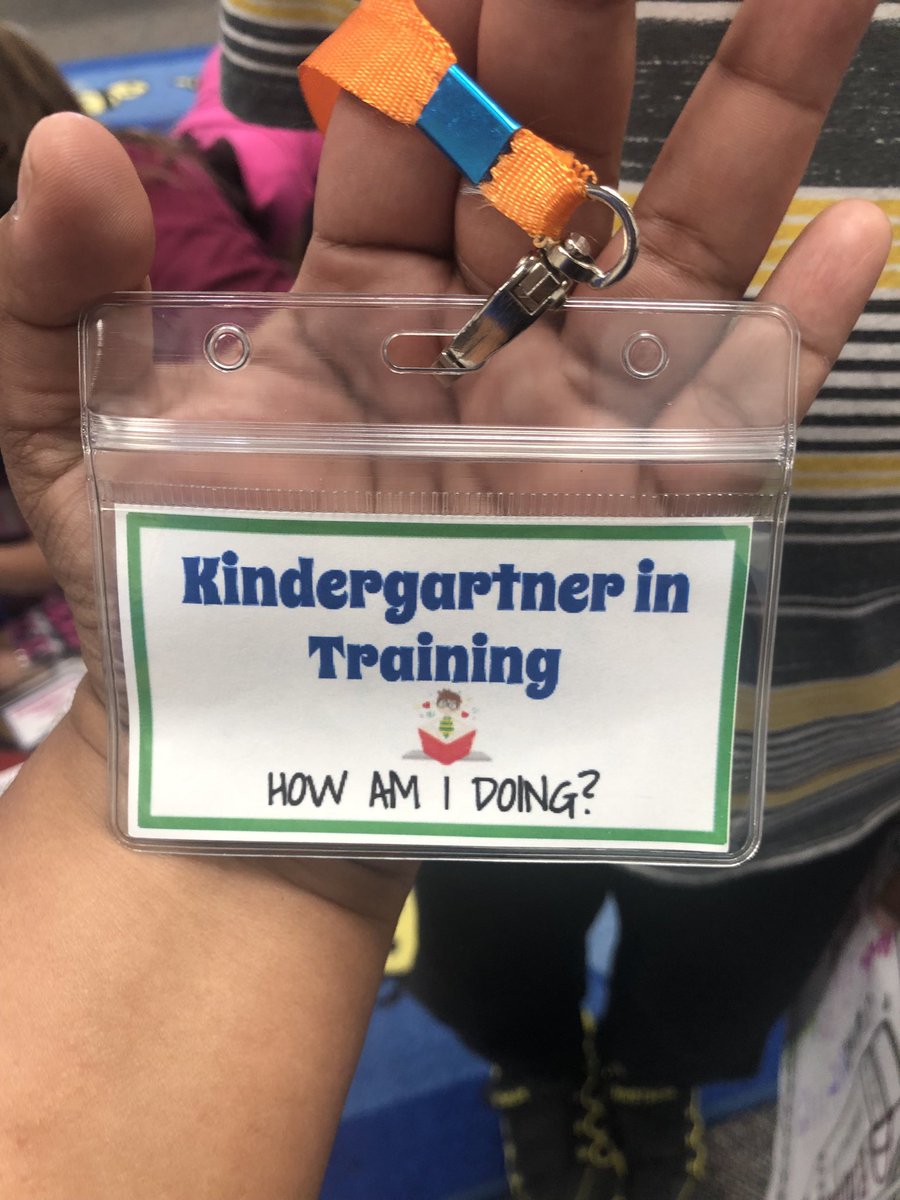 Kindergartner in
Training
HOW AM I DOING?